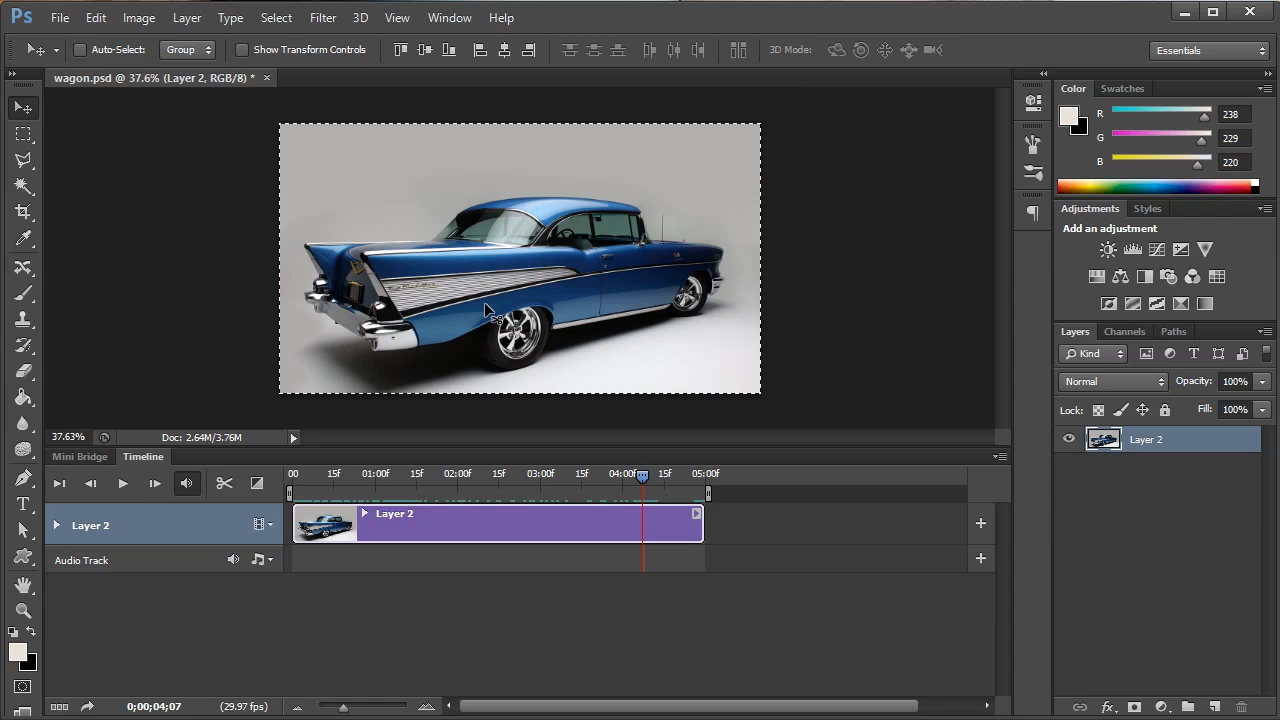 Ps File Edit Image Layer Type Select Filter 3D View Window Help
Auto-Select: Group Show Transform Controls 3D Mode: Essentials
wagon.psd @ 37.6% (Layer 2, RGB/8) * ×
Color Swatches
R 238
G 229
B 220
Adjustments Styles
Add an adjustment
Layers Channels Paths
Kind
Normal Opacity: 100%
Lock: Fill: 100%
Layer 2
37.63% Doc: 2.64M/3.76M
Mini Bridge Timeline
00 15f 01:00f 15f 02:00f 15f 03:00f 15f 04:00f 15f 05:00f
Layer 2 Layer 2
Audio Track
0;00;04;07 (29.97 fps)